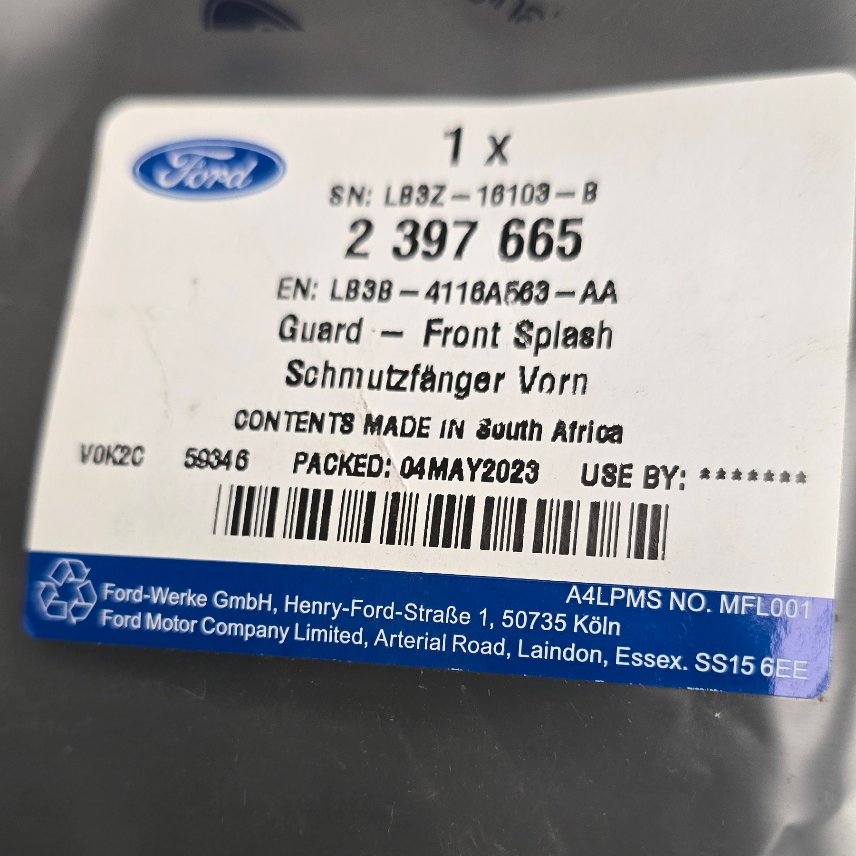 Ford
1 x
SN: LB3Z-16103-B
2 397 665
EN: LB3B-4116A563-AA
Guard - Front Splash
Schmutzfänger Vorn
CONTENTS MADE IN South Africa
V0K2C 59346 PACKED: 04MAY2023 USE BY: *******
A4LPMS NO. MFL001
Ford-Werke GmbH, Henry-Ford-Straße 1, 50735 Köln
Ford Motor Company Limited, Arterial Road, Laindon, Essex. SS15 6EE